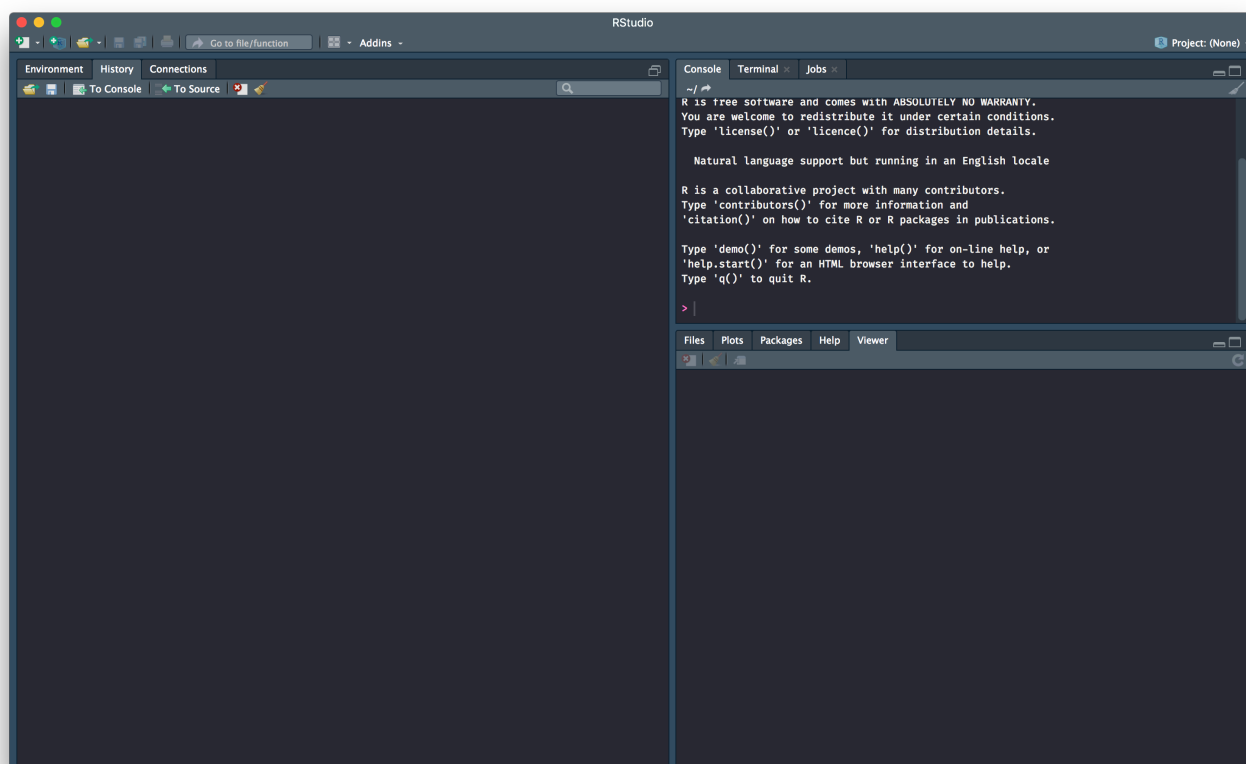 RStudio
Go to file/function
Addins
Project: (None)
Environment History Connections
To Console To Source
Console Terminal Jobs
~/
R is free software and comes with ABSOLUTELY NO WARRANTY.
You are welcome to redistribute it under certain conditions.
Type 'license()' or 'licence()' for distribution details.
Natural language support but running in an English locale
R is a collaborative project with many contributors.
Type 'contributors()' for more information and
'citation()' on how to cite R or R packages in publications.
Type 'demo()' for some demos, 'help()' for on-line help, or
'help.start()' for an HTML browser interface to help.
Type 'q()' to quit R.
>
Files Plots Packages Help Viewer